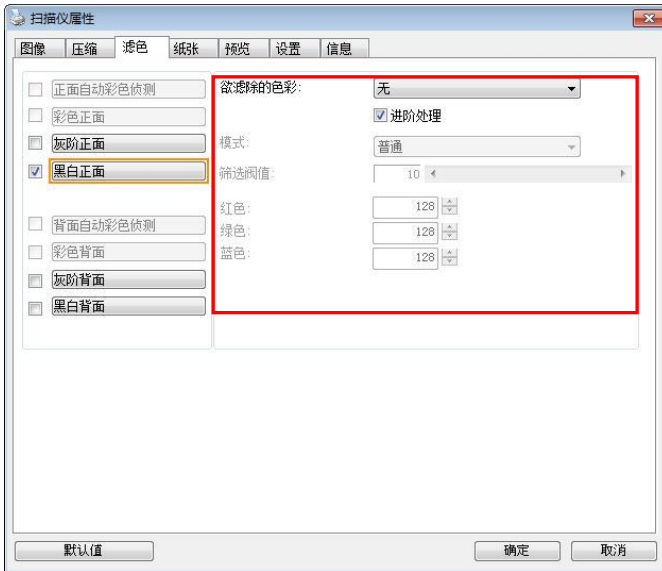 扫描仪属性
图像 压缩 滤色 纸张 预览 设置 信息
正面自动彩色侦测
彩色正面
灰阶正面
黑白正面
背面自动彩色侦测
彩色背面
灰阶背面
黑白背面
欲滤除的色彩: 无
进阶处理
模式: 普通
筛选阀值: 10
红色: 128
绿色: 128
蓝色: 128
默认值 确定 取消